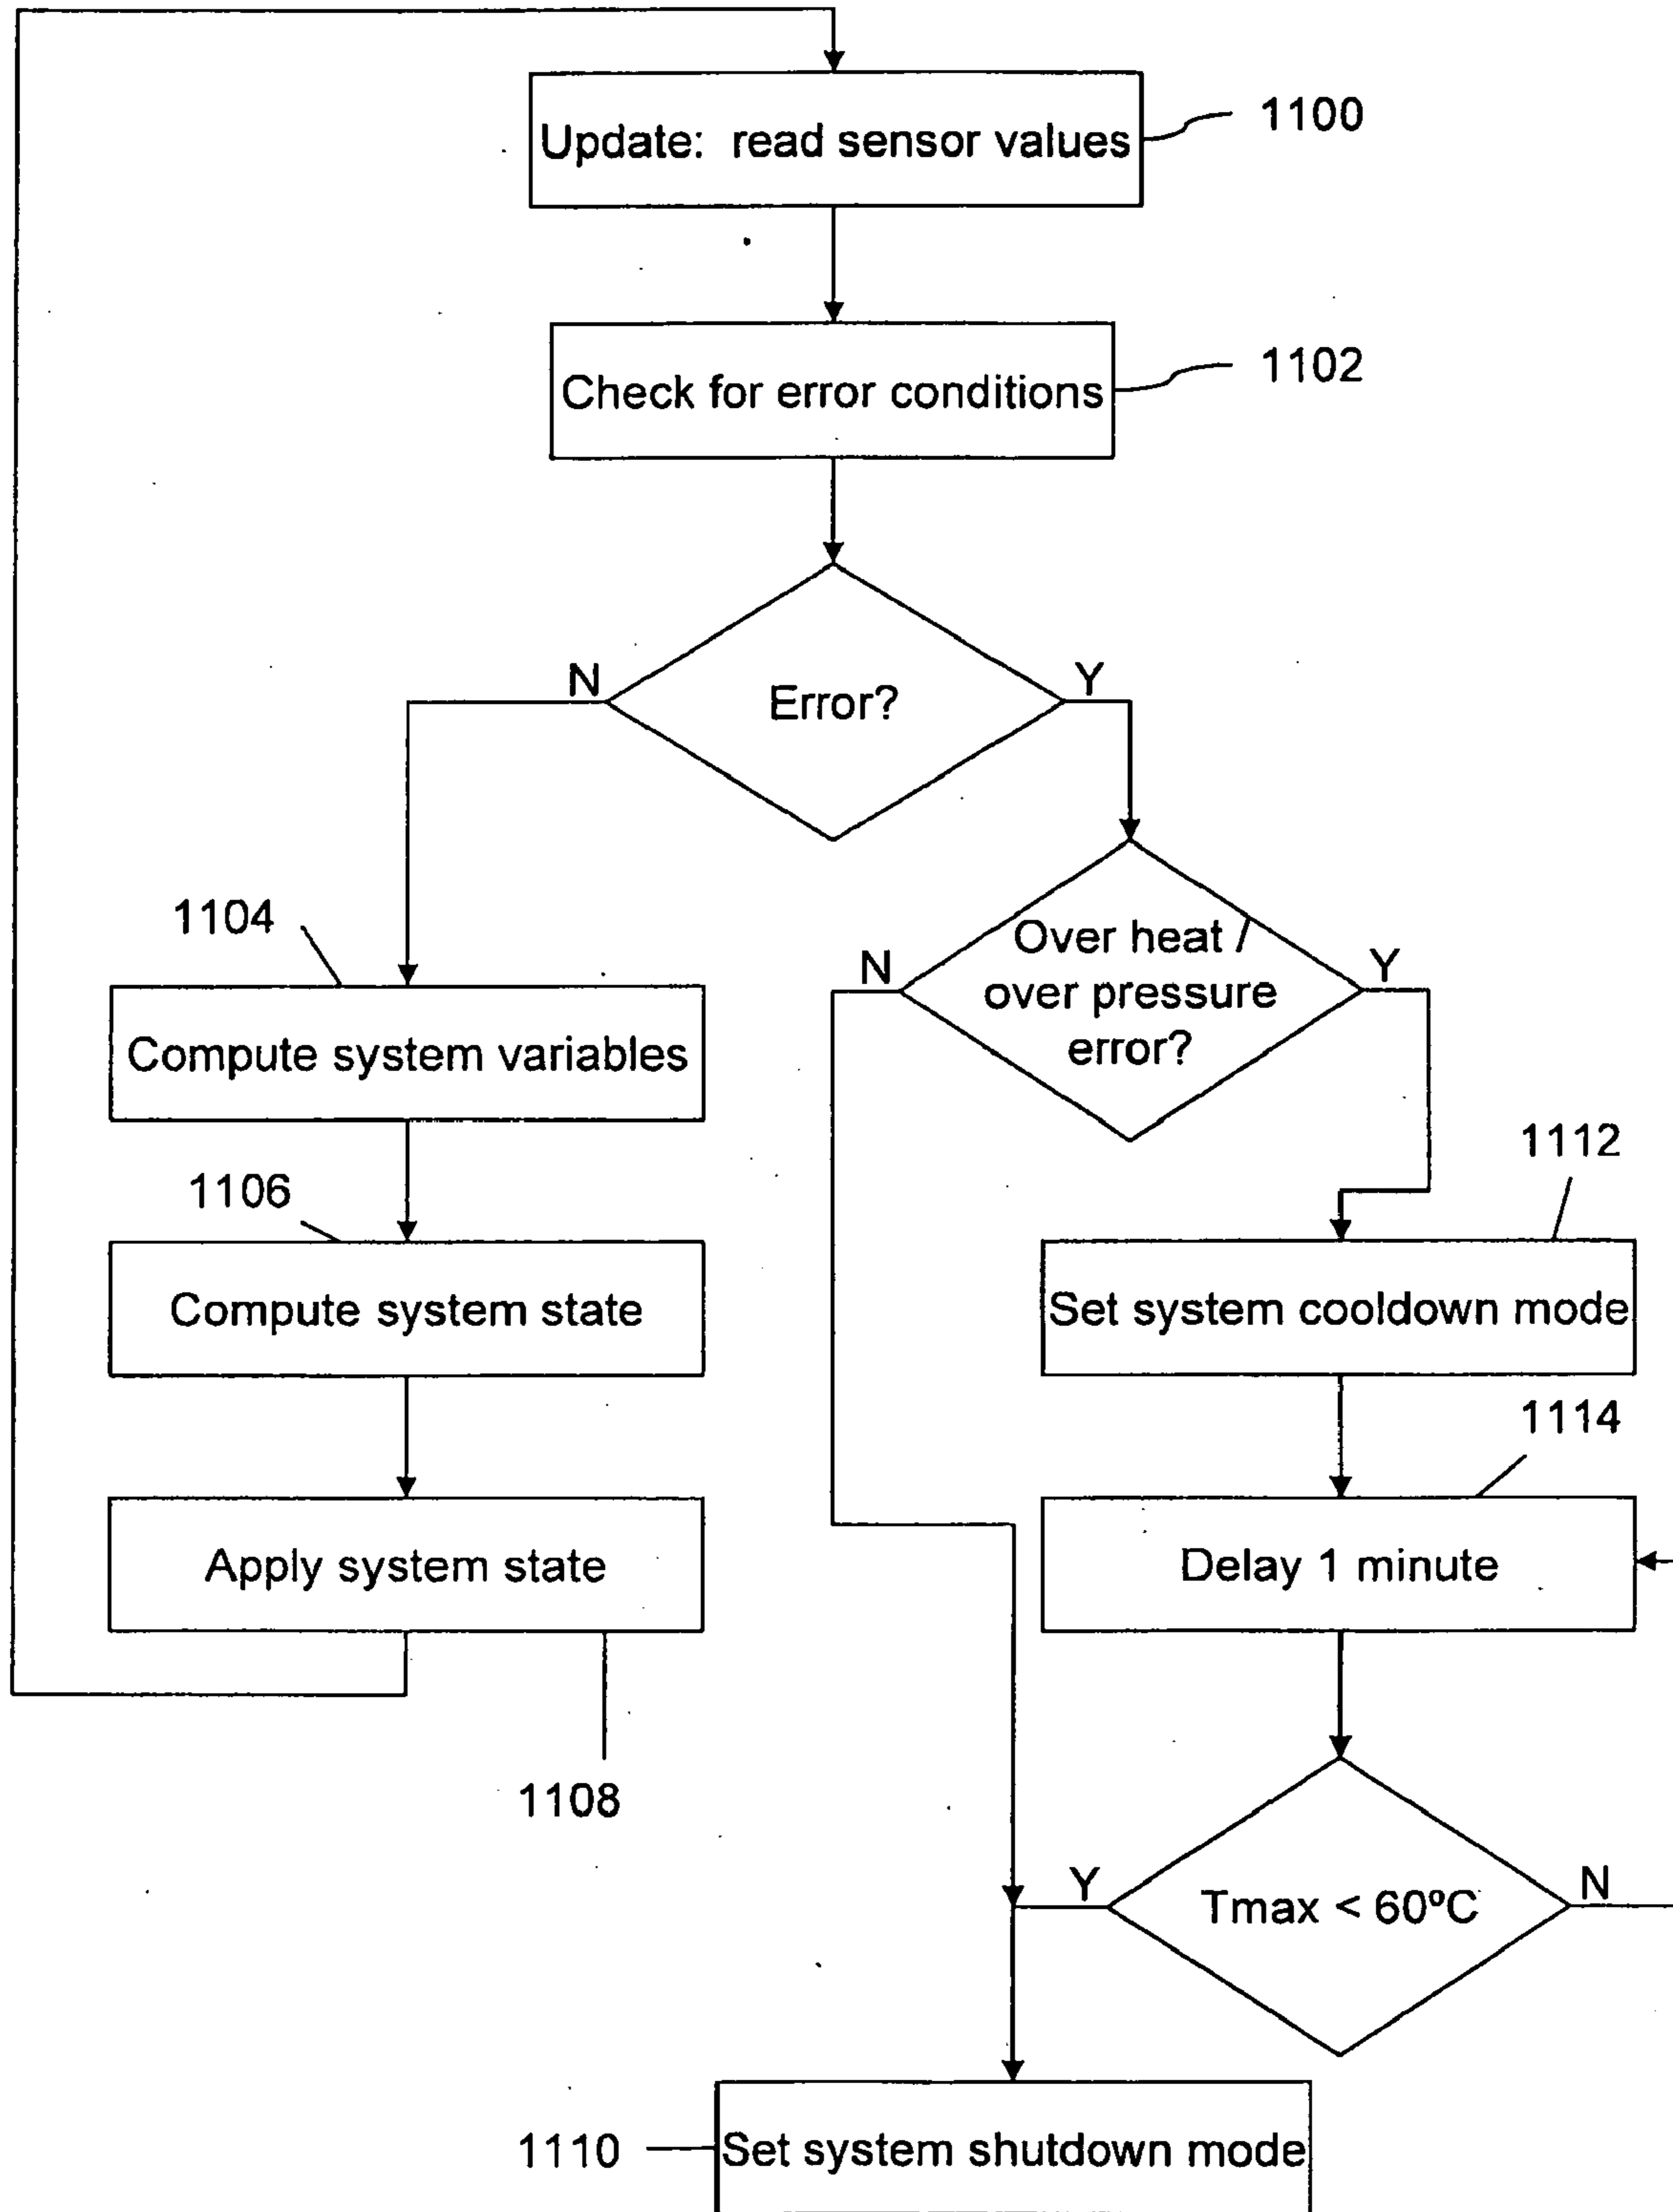 Update: read sensor values
1100
Check for error conditions
1102
Error?
N
Y
1104
Compute system variables
Over heat /
over pressure
error?
N
Y
1106
Compute system state
1112
Set system cooldown mode
1114
Apply system state
Delay 1 minute
1108
Tmax < 60ºC
Y
N
1110
Set system shutdown mode